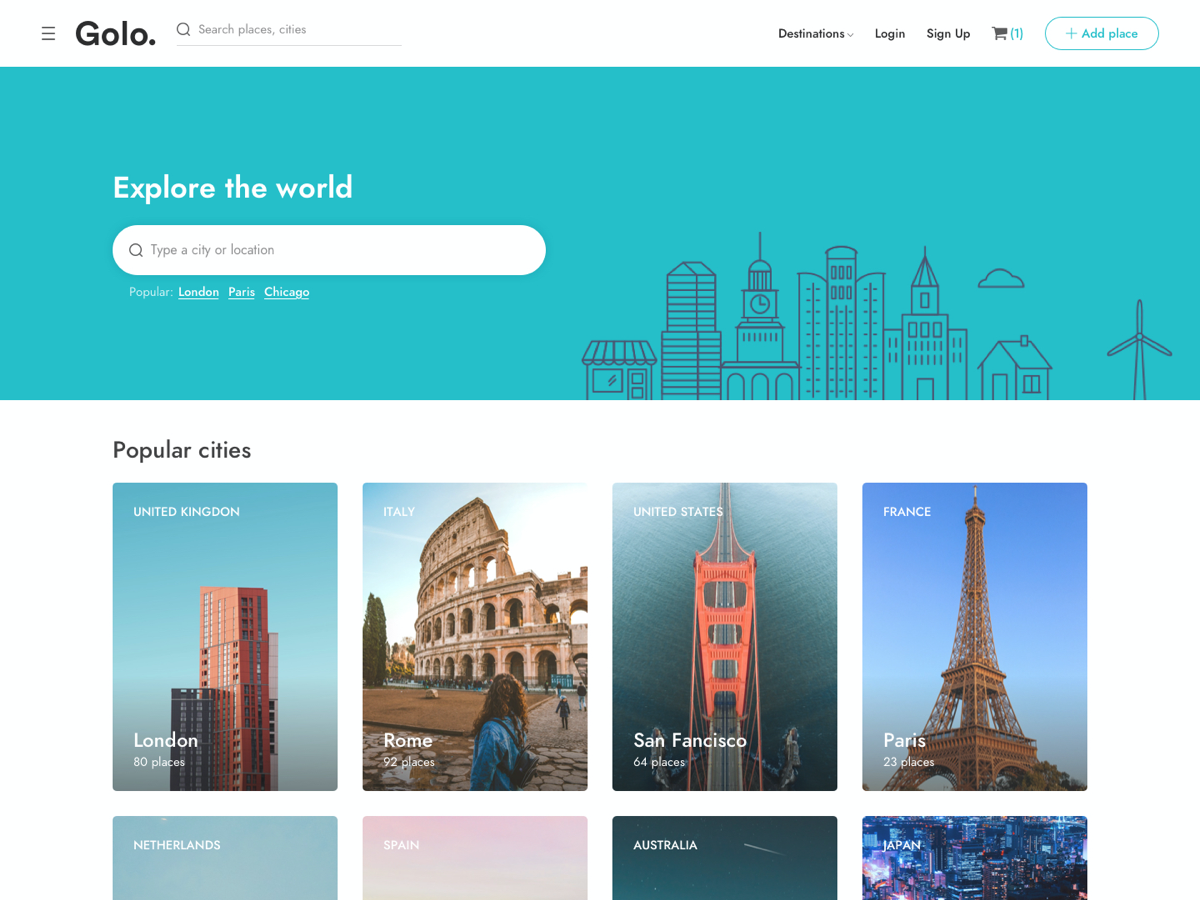 Golo.
Search places, cities
Destinations
Login
Sign Up
(1)
Add place
Explore the world
Type a city or location
Popular: London Paris Chicago
Popular cities
UNITED KINGDON
London
80 places
ITALY
Rome
92 places
UNITED STATES
San Fancisco
64 places
FRANCE
Paris
23 places
NETHERLANDS
SPAIN
AUSTRALIA
JAPAN